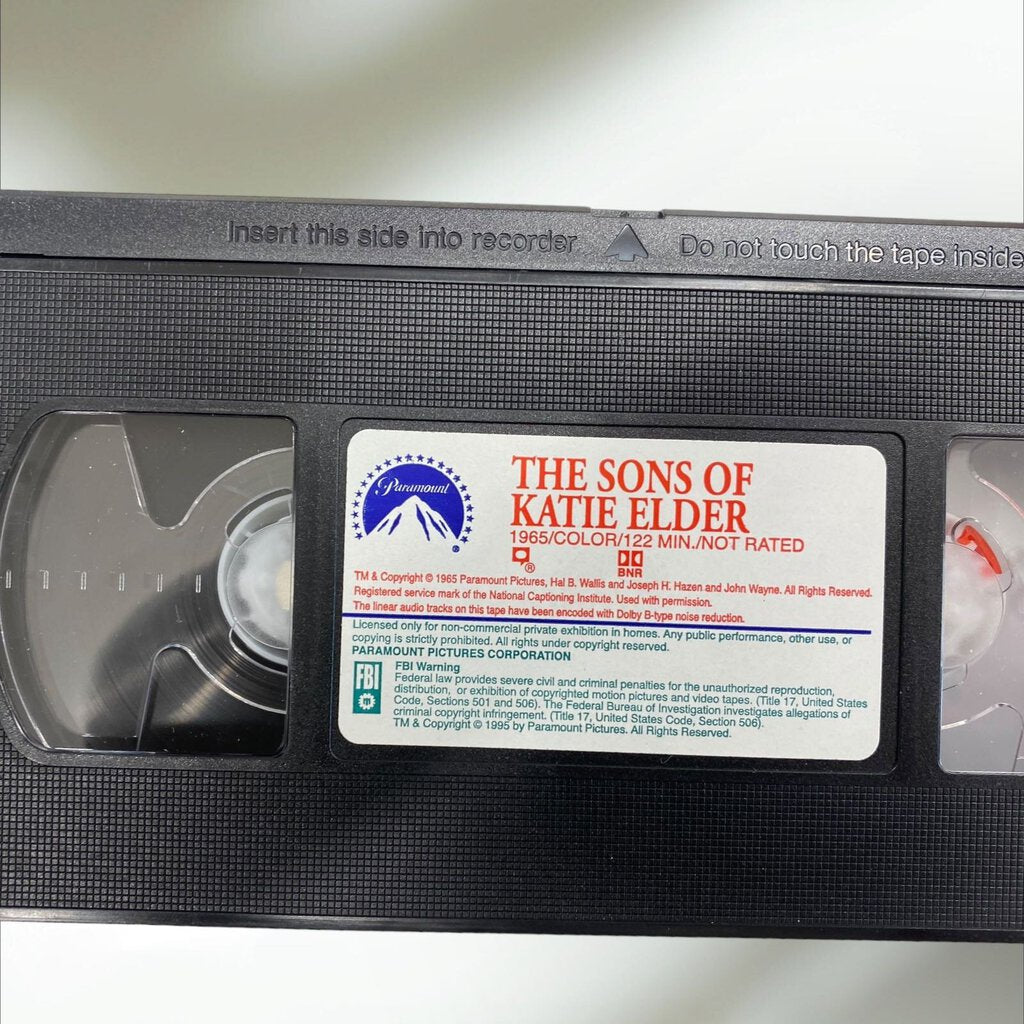 Insert this side into recorder Do not touch the tape inside
Paramount
®
THE SONS OF
KATIE ELDER
1965/COLOR/122 MIN./NOT RATED
®
BNR
TM & Copyright © 1965 Paramount Pictures, Hal B. Wallis and Joseph H. Hazen and John Wayne. All Rights Reserved.
Registered service mark of the National Captioning Institute. Used with permission.
The linear audio tracks on this tape have been encoded with Dolby B-type noise reduction.
Licensed only for non-commercial private exhibition in homes. Any public performance, other use, or
copying is strictly prohibited. All rights under copyright reserved.
PARAMOUNT PICTURES CORPORATION
FBI
FBI Warning
Federal law provides severe civil and criminal penalties for the unauthorized reproduction,
distribution, or exhibition of copyrighted motion pictures and video tapes. (Title 17, United States
Code, Sections 501 and 506). The Federal Bureau of Investigation investigates allegations of
criminal copyright infringement. (Title 17, United States Code, Section 506).
TM & Copyright © 1995 by Paramount Pictures. All Rights Reserved.